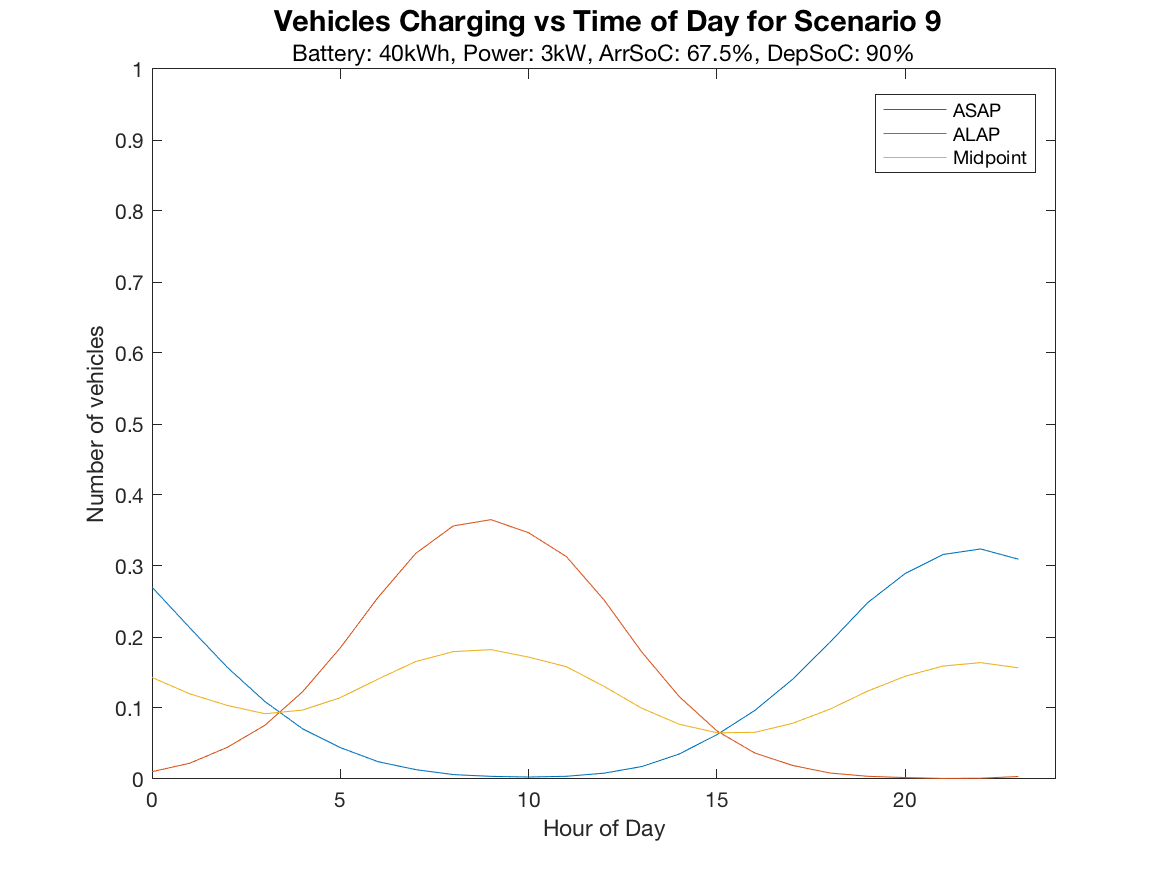 Vehicles Charging vs Time of Day for Scenario 9
Battery: 40kWh, Power: 3kW, ArrSoC: 67.5%, DepSoC: 90%
1
0.9
0.8
0.7
0.6
0.5
0.4
0.3
0.2
0.1
0
Number of vehicles
ASAP
ALAP
Midpoint
0 5 10 15 20
Hour of Day